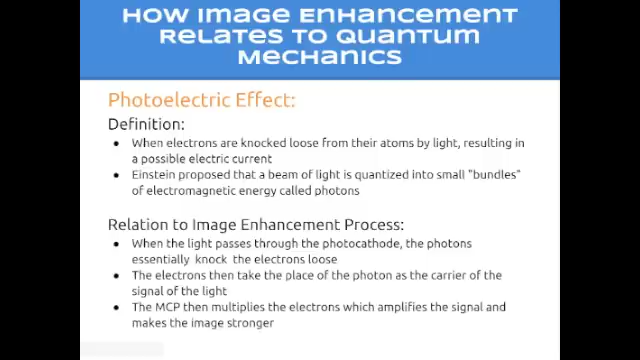 How Image Enhancement
Relates to Quantum
Mechanics
Photoelectric Effect:
Definition:
● When electrons are knocked loose from their atoms by light, resulting in
a possible electric current
● Einstein proposed that a beam of light is quantized into small "bundles"
of electromagnetic energy called photons
Relation to Image Enhancement Process:
● When the light passes through the photocathode, the photons
essentially knock the electrons loose
● The electrons then take the place of the photon as the carrier of the
signal of the light
● The MCP then multiplies the electrons which amplifies the signal and
makes the image stronger